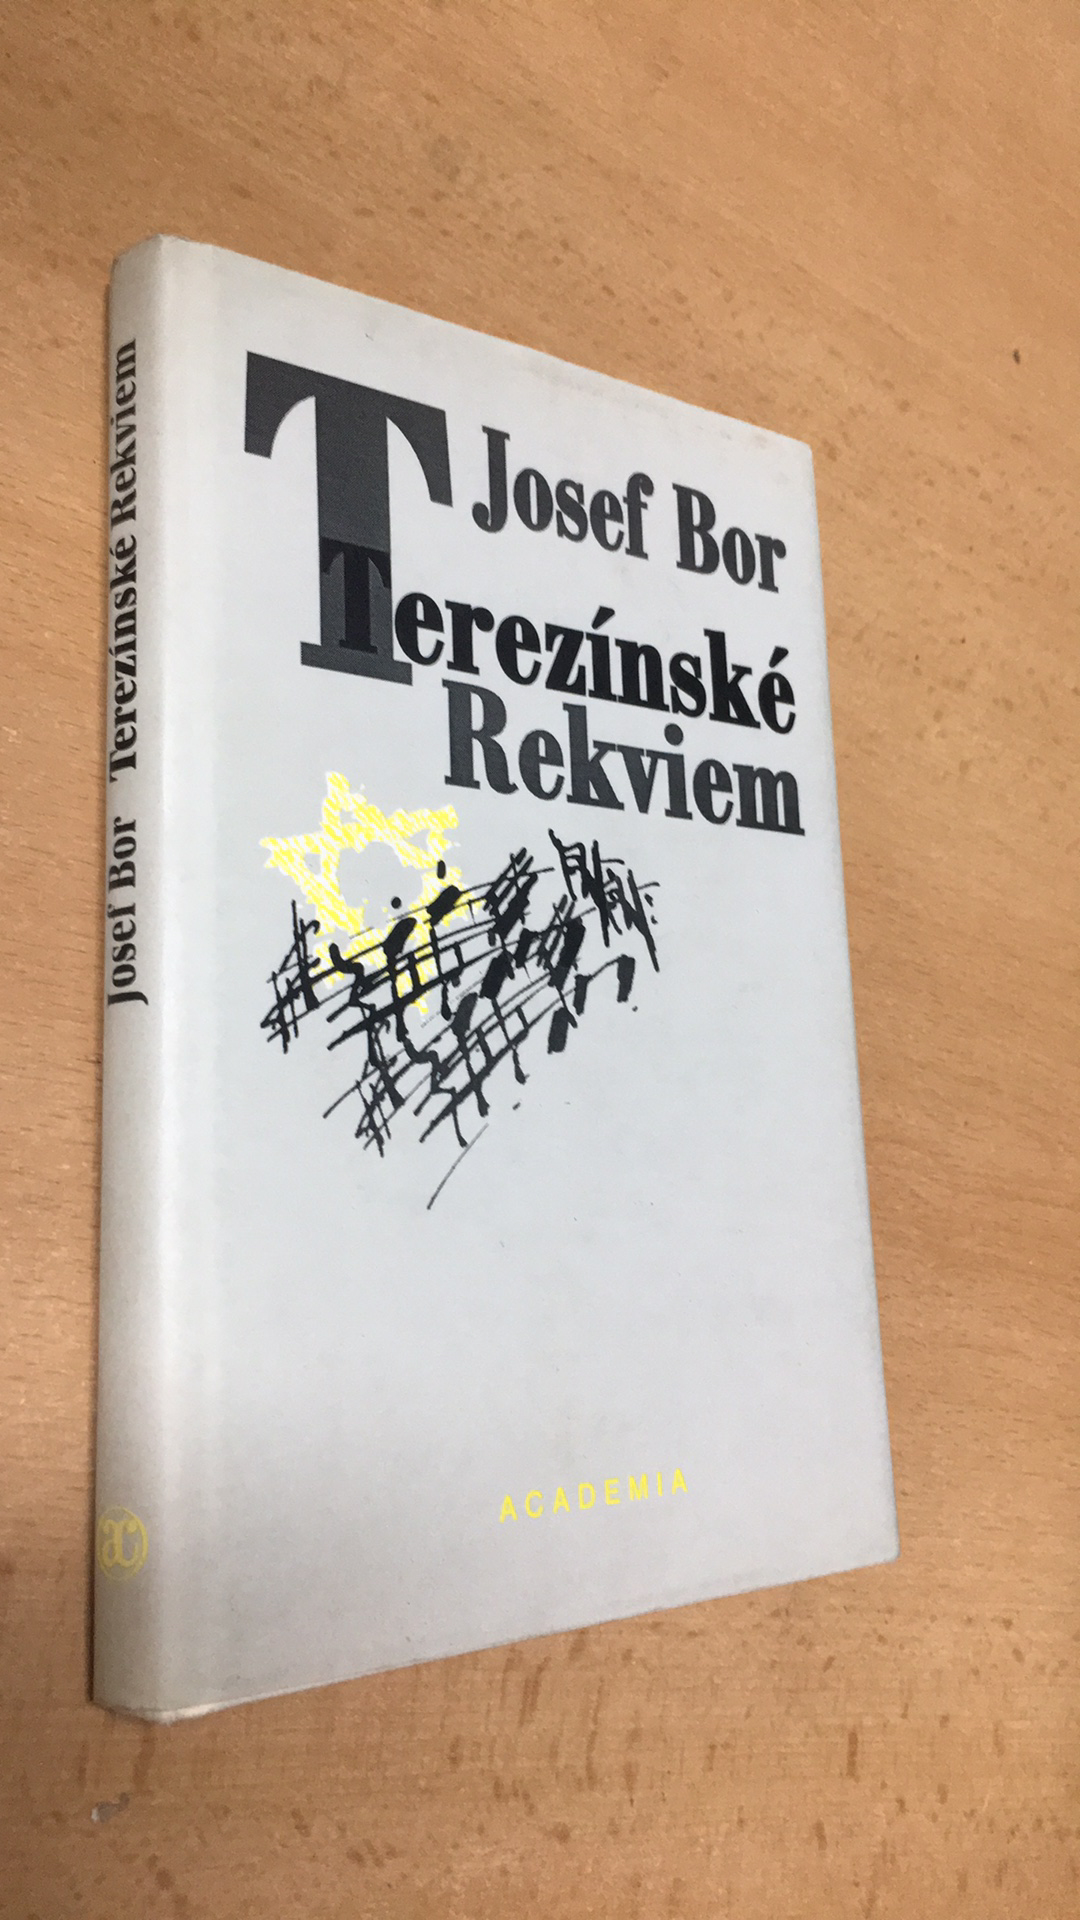 Josef Bor
Terezínské
Rekviem
ACADEMIA
Josef Bor Terezínské Rekviem